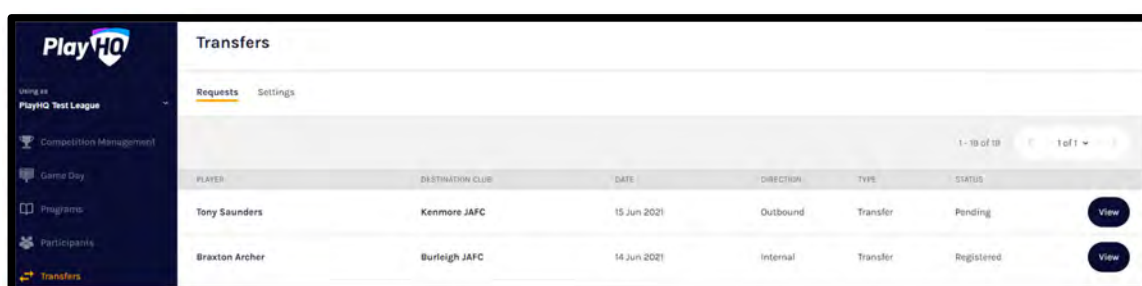 PlayHQ
Transfers
Using as
PlayHQ Test League
Requests Settings
Competition Management
1 - 18 of 18 1 of 1
Game Day
PLAYER DESTINATION CLUB DATE DIRECTION TYPE STATUS
Programs
Tony Saunders Kenmore JAFC 15 Jun 2021 Outbound Transfer Pending View
Participants
Braxton Archer Burleigh JAFC 14 Jun 2021 Internal Transfer Registered View
Transfers